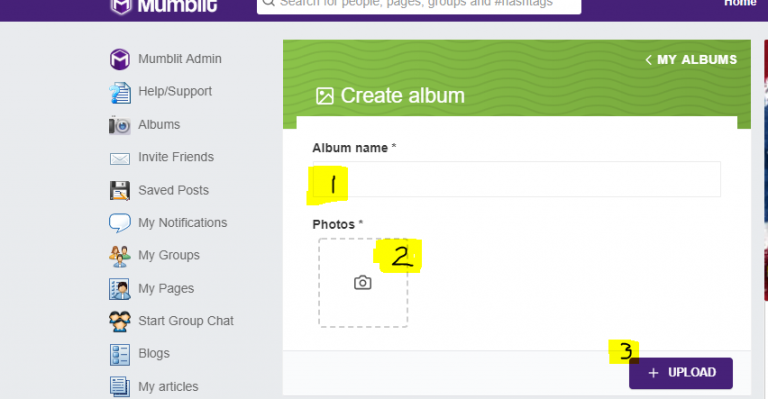 Mumblit
Search for people, pages, groups and #hashtags
Home
Mumblit Admin
Help/Support
Albums
Invite Friends
Saved Posts
My Notifications
My Groups
My Pages
Start Group Chat
Blogs
My articles
MY ALBUMS
Create album
Album name *
1
Photos *
2
3
+ UPLOAD